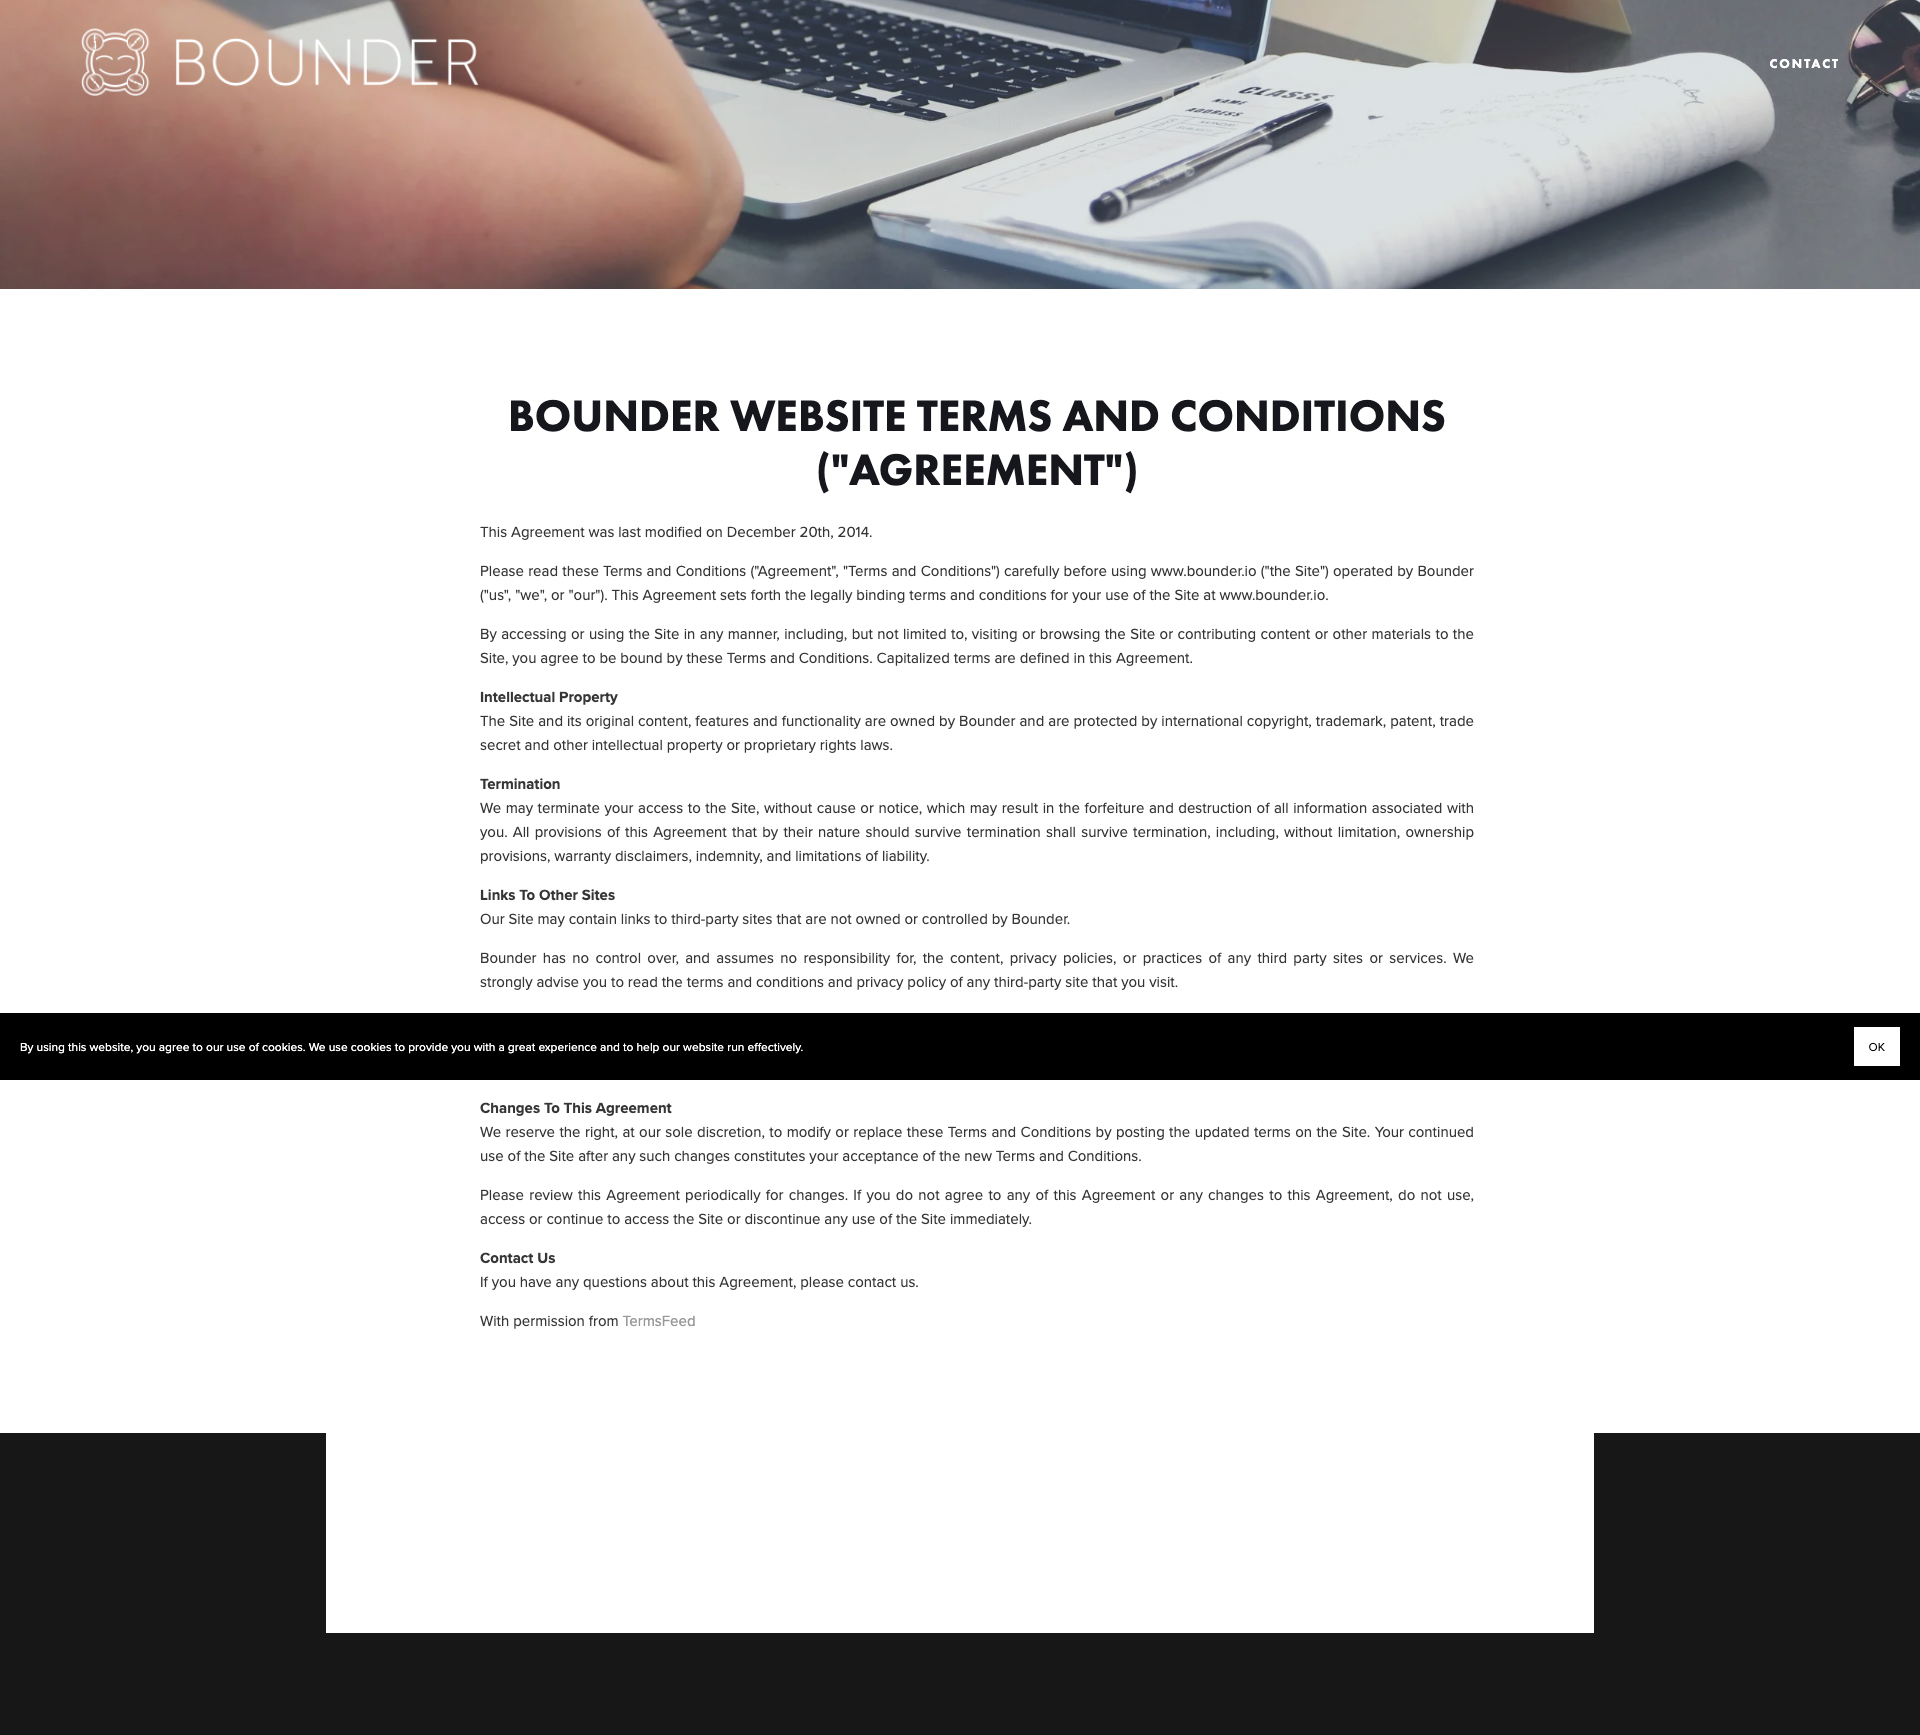 BOUNDER
CONTACT
CLASS:
NAME
ADDRESS
BOUNDER WEBSITE TERMS AND CONDITIONS
("AGREEMENT")
This Agreement was last modified on December 20th, 2014.
Please read these Terms and Conditions ("Agreement", "Terms and Conditions") carefully before using www.bounder.io ("the Site") operated by Bounder
("us", "we", or "our"). This Agreement sets forth the legally binding terms and conditions for your use of the Site at www.bounder.io.
By accessing or using the Site in any manner, including, but not limited to, visiting or browsing the Site or contributing content or other materials to the
Site, you agree to be bound by these Terms and Conditions. Capitalized terms are defined in this Agreement.
Intellectual Property
The Site and its original content, features and functionality are owned by Bounder and are protected by international copyright, trademark, patent, trade
secret and other intellectual property or proprietary rights laws.
Termination
We may terminate your access to the Site, without cause or notice, which may result in the forfeiture and destruction of all information associated with
you. All provisions of this Agreement that by their nature should survive termination shall survive termination, including, without limitation, ownership
provisions, warranty disclaimers, indemnity, and limitations of liability.
Links To Other Sites
Our Site may contain links to third-party sites that are not owned or controlled by Bounder.
Bounder has no control over, and assumes no responsibility for, the content, privacy policies, or practices of any third party sites or services. We
strongly advise you to read the terms and conditions and privacy policy of any third-party site that you visit.
By using this website, you agree to our use of cookies. We use cookies to provide you with a great experience and to help our website run effectively.
OK
Changes To This Agreement
We reserve the right, at our sole discretion, to modify or replace these Terms and Conditions by posting the updated terms on the Site. Your continued
use of the Site after any such changes constitutes your acceptance of the new Terms and Conditions.
Please review this Agreement periodically for changes. If you do not agree to any of this Agreement or any changes to this Agreement, do not use,
access or continue to access the Site or discontinue any use of the Site immediately.
Contact Us
If you have any questions about this Agreement, please contact us.
With permission from TermsFeed